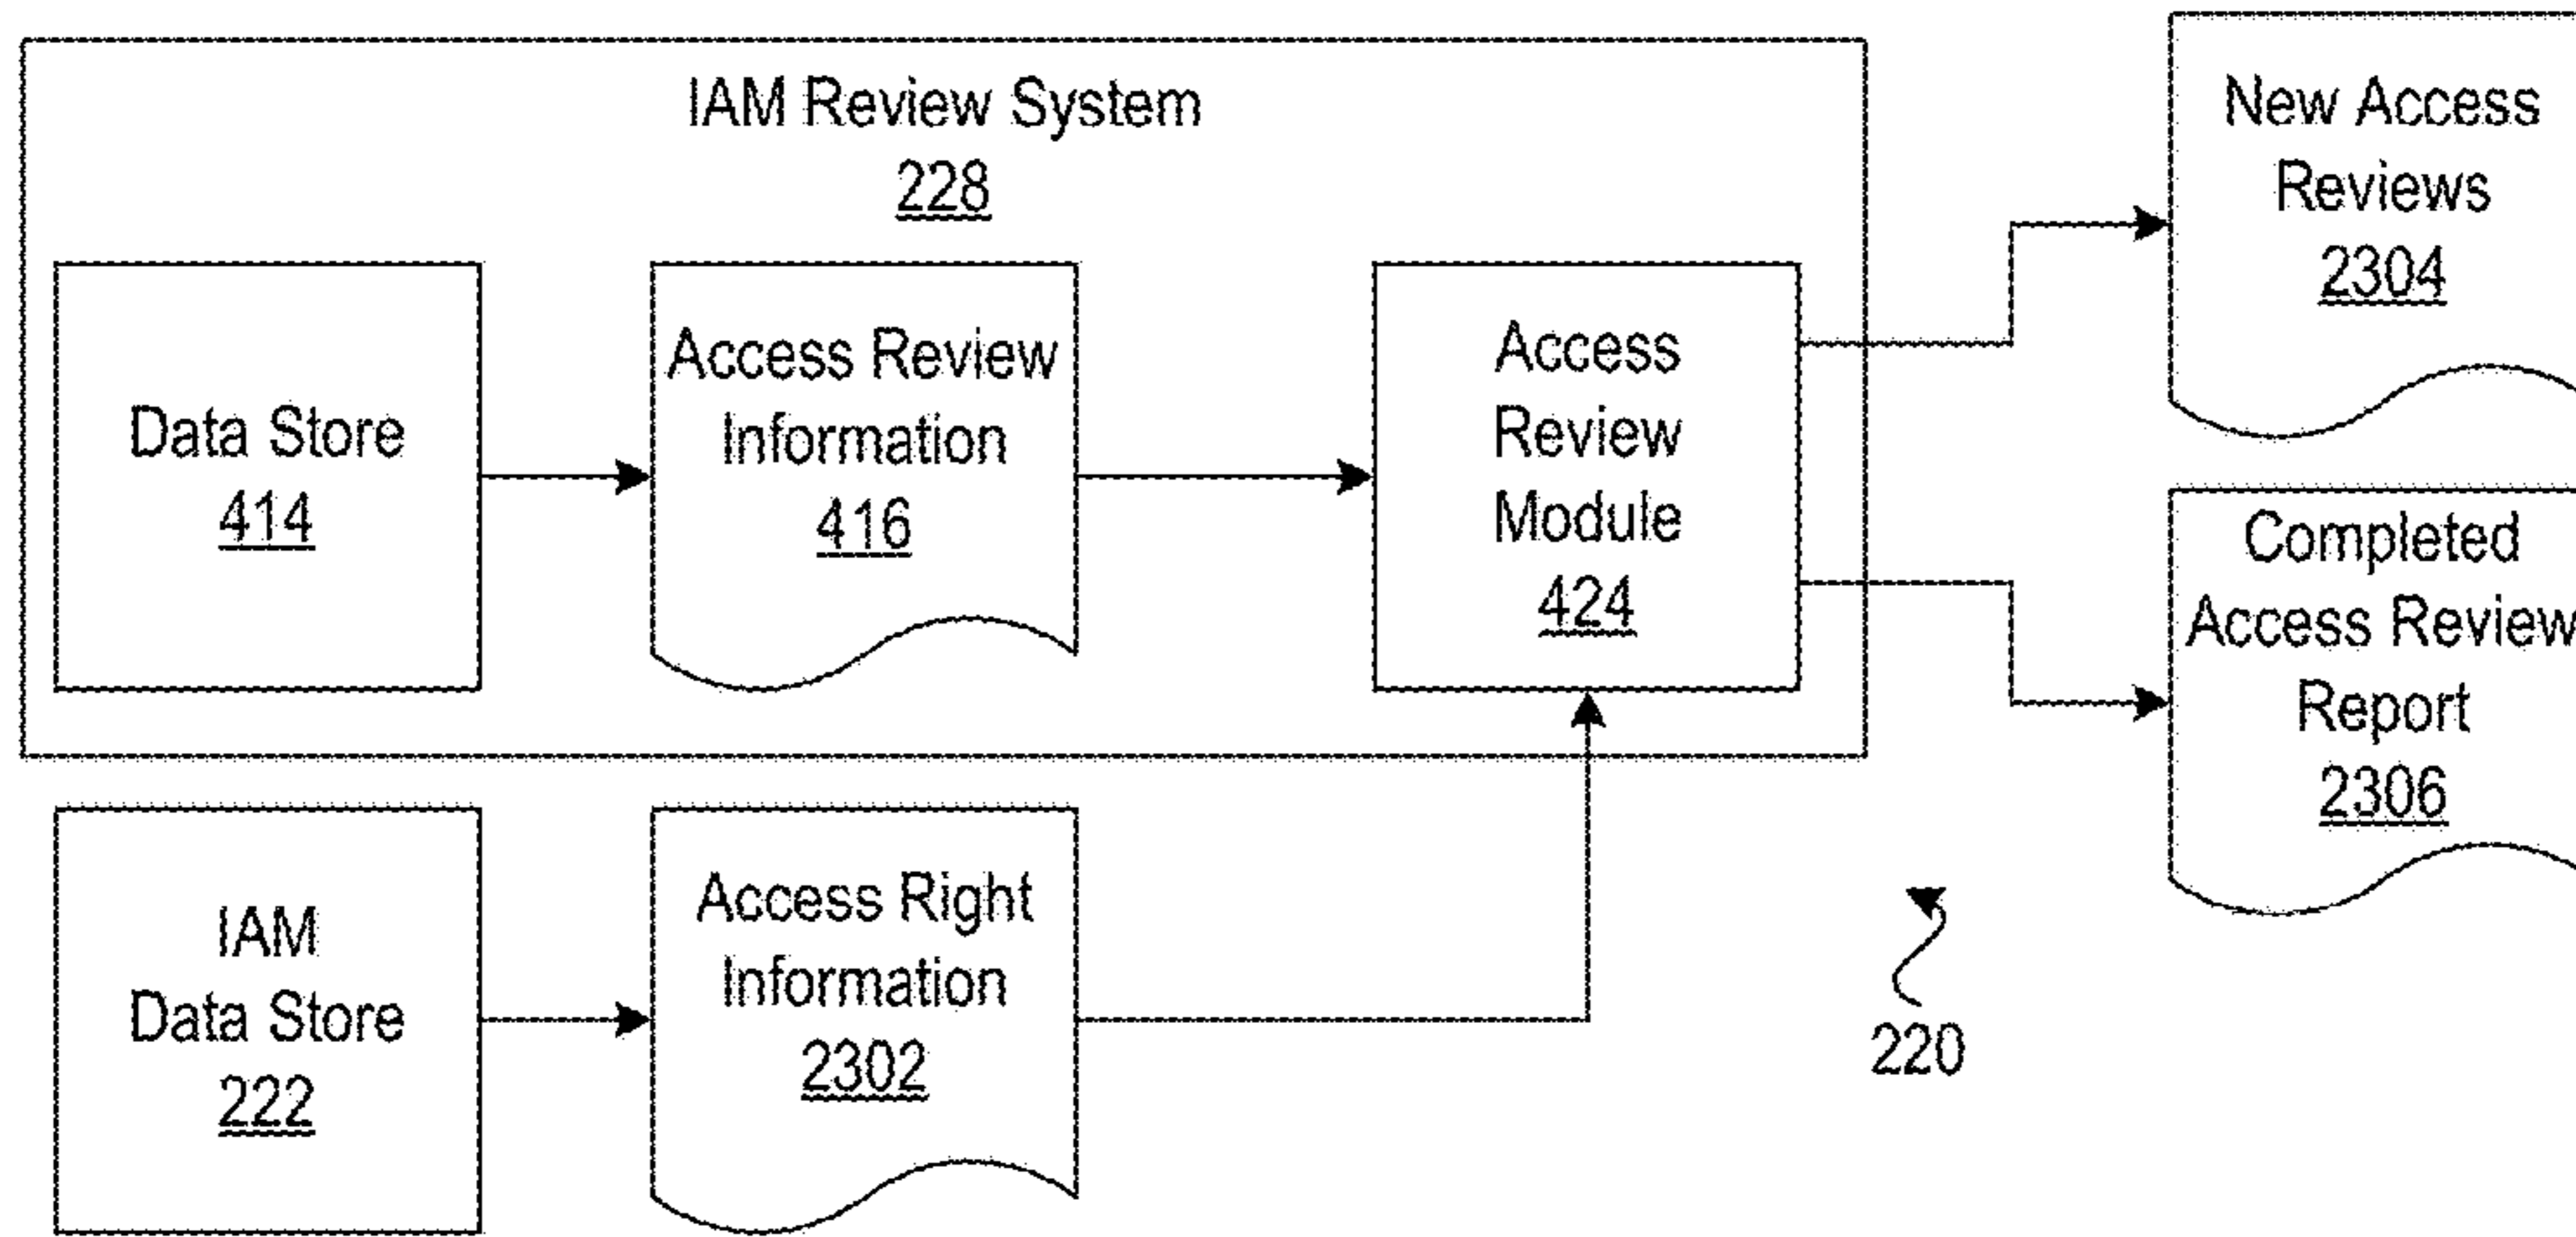 IAM Review System
228
Data Store
414
Access Review
Information
416
Access
Review
Module
424
New Access
Reviews
2304
Completed
Access Review
Report
2306
IAM
Data Store
222
Access Right
Information
2302
220